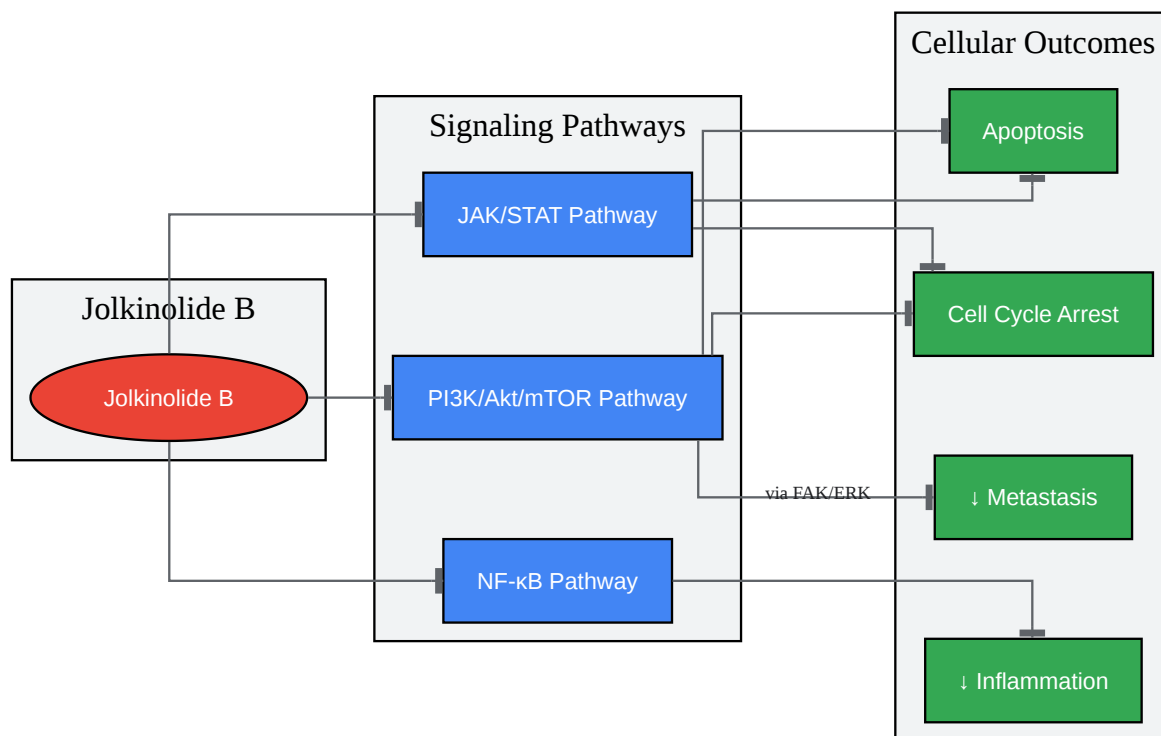 Jolkinolide B
Jolkinolide B
Signaling Pathways
JAK/STAT Pathway
PI3K/Akt/mTOR Pathway
NF-κB Pathway
via FAK/ERK
Cellular Outcomes
Apoptosis
Cell Cycle Arrest
↓ Metastasis
↓ Inflammation